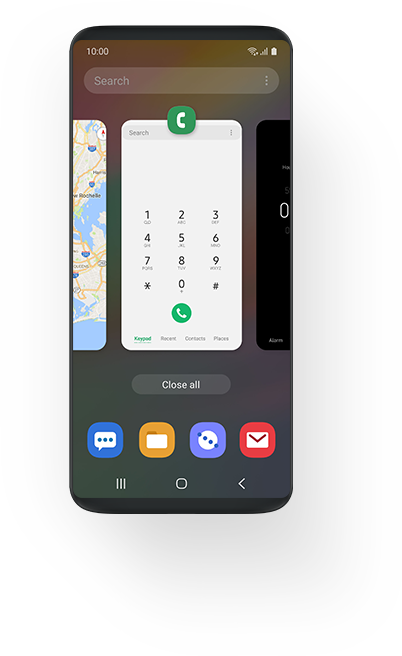 10:00
Search
Search
Harri
New Rochelle
1 2 3
ABC DEF
4 5 6
GHI JKL MNO
7 8 9
PQRS TUV WXYZ
* 0 #
+
Keypad Recent Contacts Places
0
Alarm
Close all